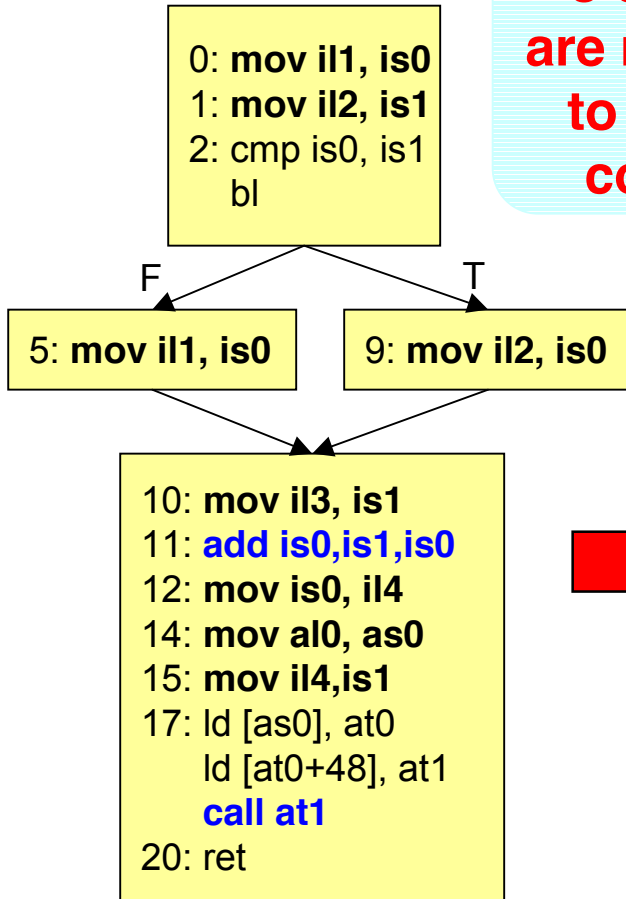 are
to
0: mov il1, is0
1: mov il2, is1
2: cmp is0, is1
bl
F
T
5: mov il1, is0
9: mov il2, is0
10: mov il3, is1
11: add is0,is1,is0
12: mov is0, il4
14: mov al0, as0
15: mov il4,is1
17: ld [as0], at0
ld [at0+48], at1
call at1
20: ret